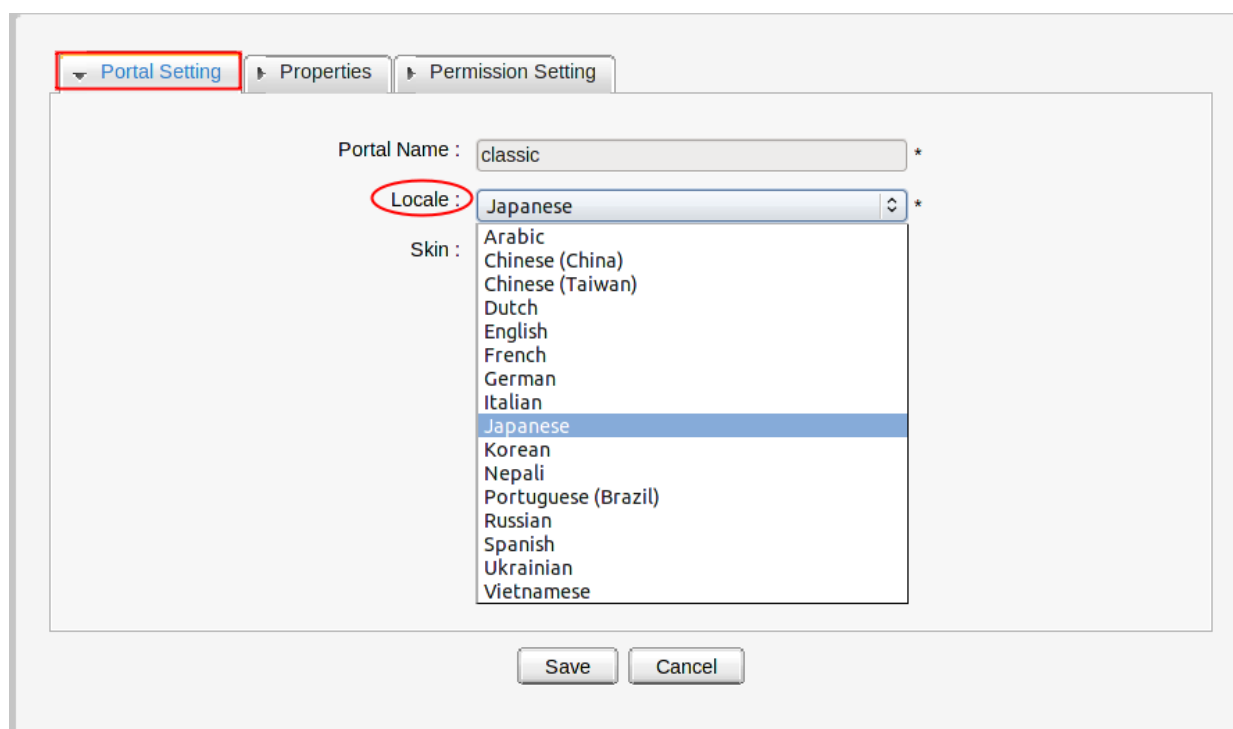 Portal Setting Properties Permission Setting
Portal Name : classic *
Locale : Japanese *
Skin :
Arabic
Chinese (China)
Chinese (Taiwan)
Dutch
English
French
German
Italian
Japanese
Korean
Nepali
Portuguese (Brazil)
Russian
Spanish
Ukrainian
Vietnamese
Save Cancel